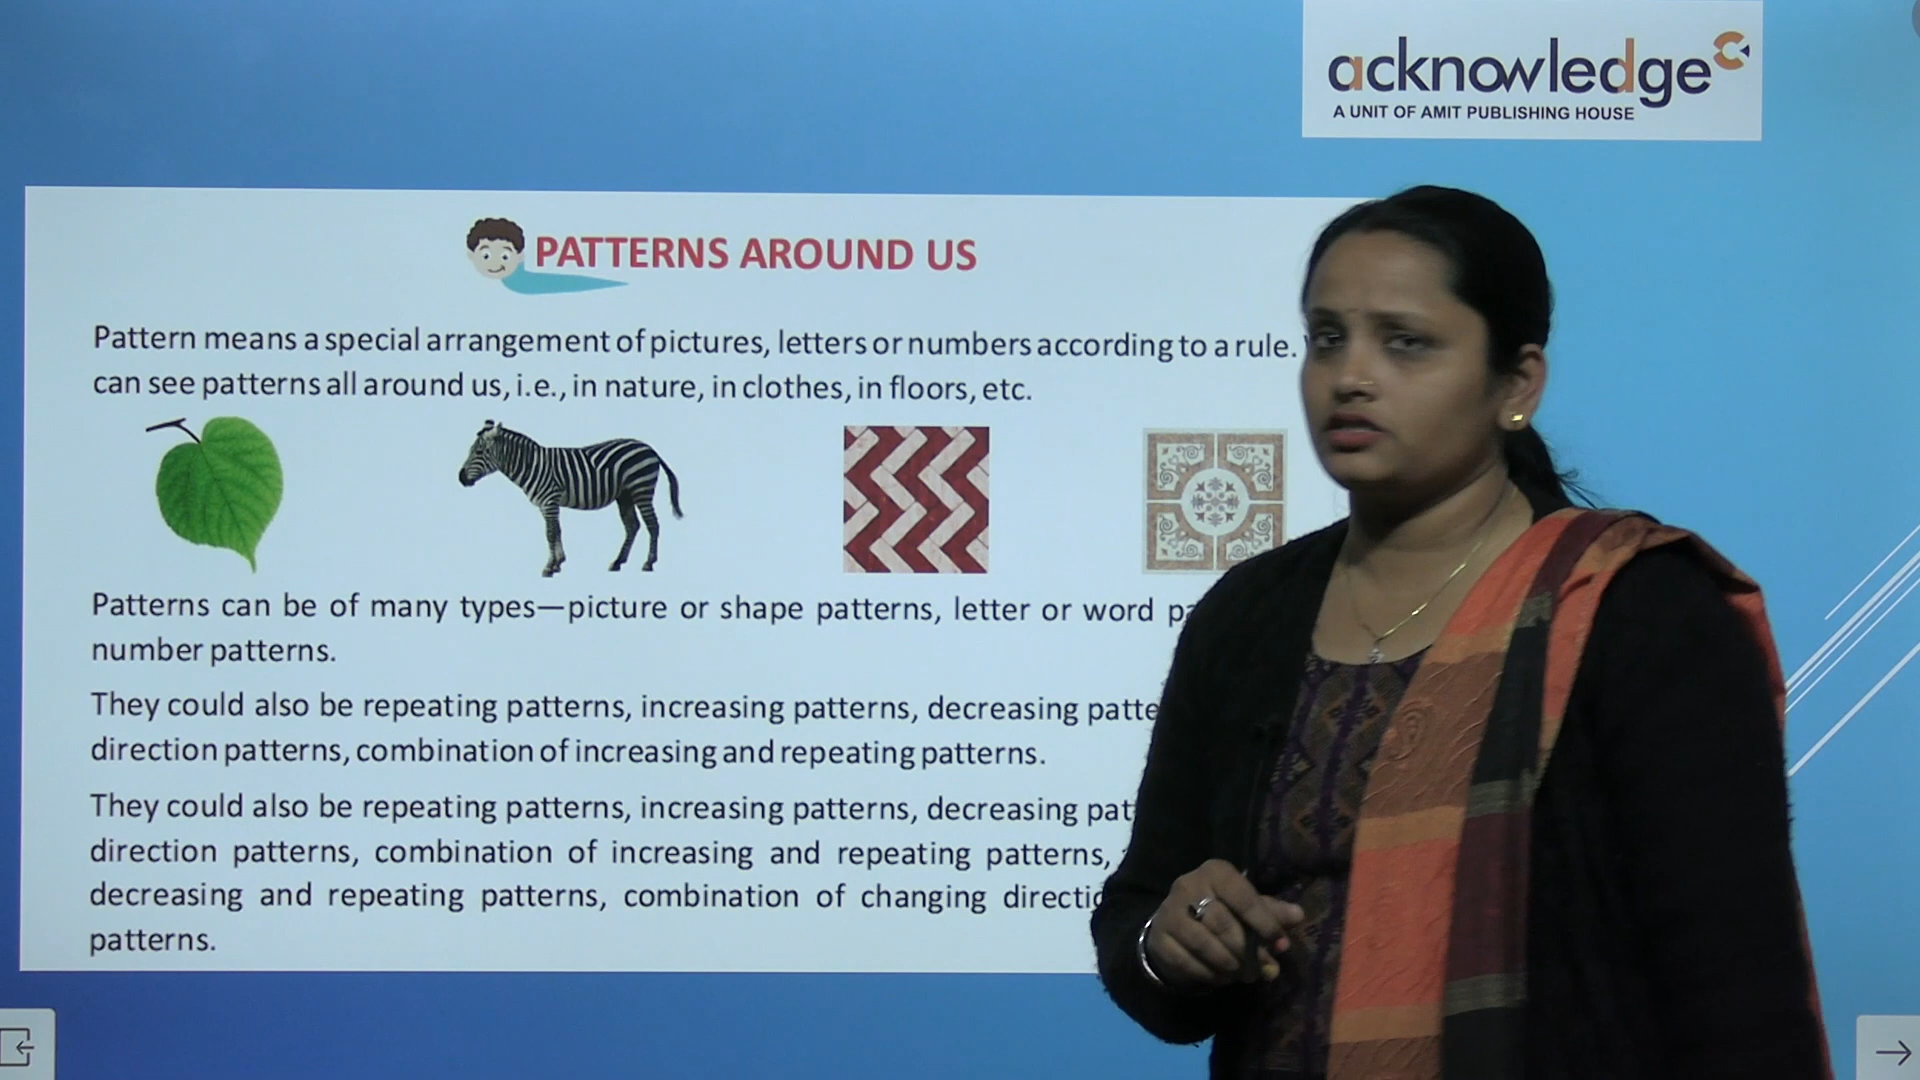 acknowledge
A UNIT OF AMIT PUBLISHING HOUSE
PATTERNS AROUND US
Pattern means a special arrangement of pictures, letters or numbers according to a rule.
can see patterns all around us, i.e., in nature, in clothes, in floors, etc.
Patterns can be of many types—picture or shape patterns, letter or word
number patterns.
They could also be repeating patterns, increasing patterns, decreasing
direction patterns, combination of increasing and repeating patterns.
They could also be repeating patterns, increasing patterns, decreasing
direction patterns, combination of increasing and repeating patterns,
decreasing and repeating patterns, combination of changing
patterns.